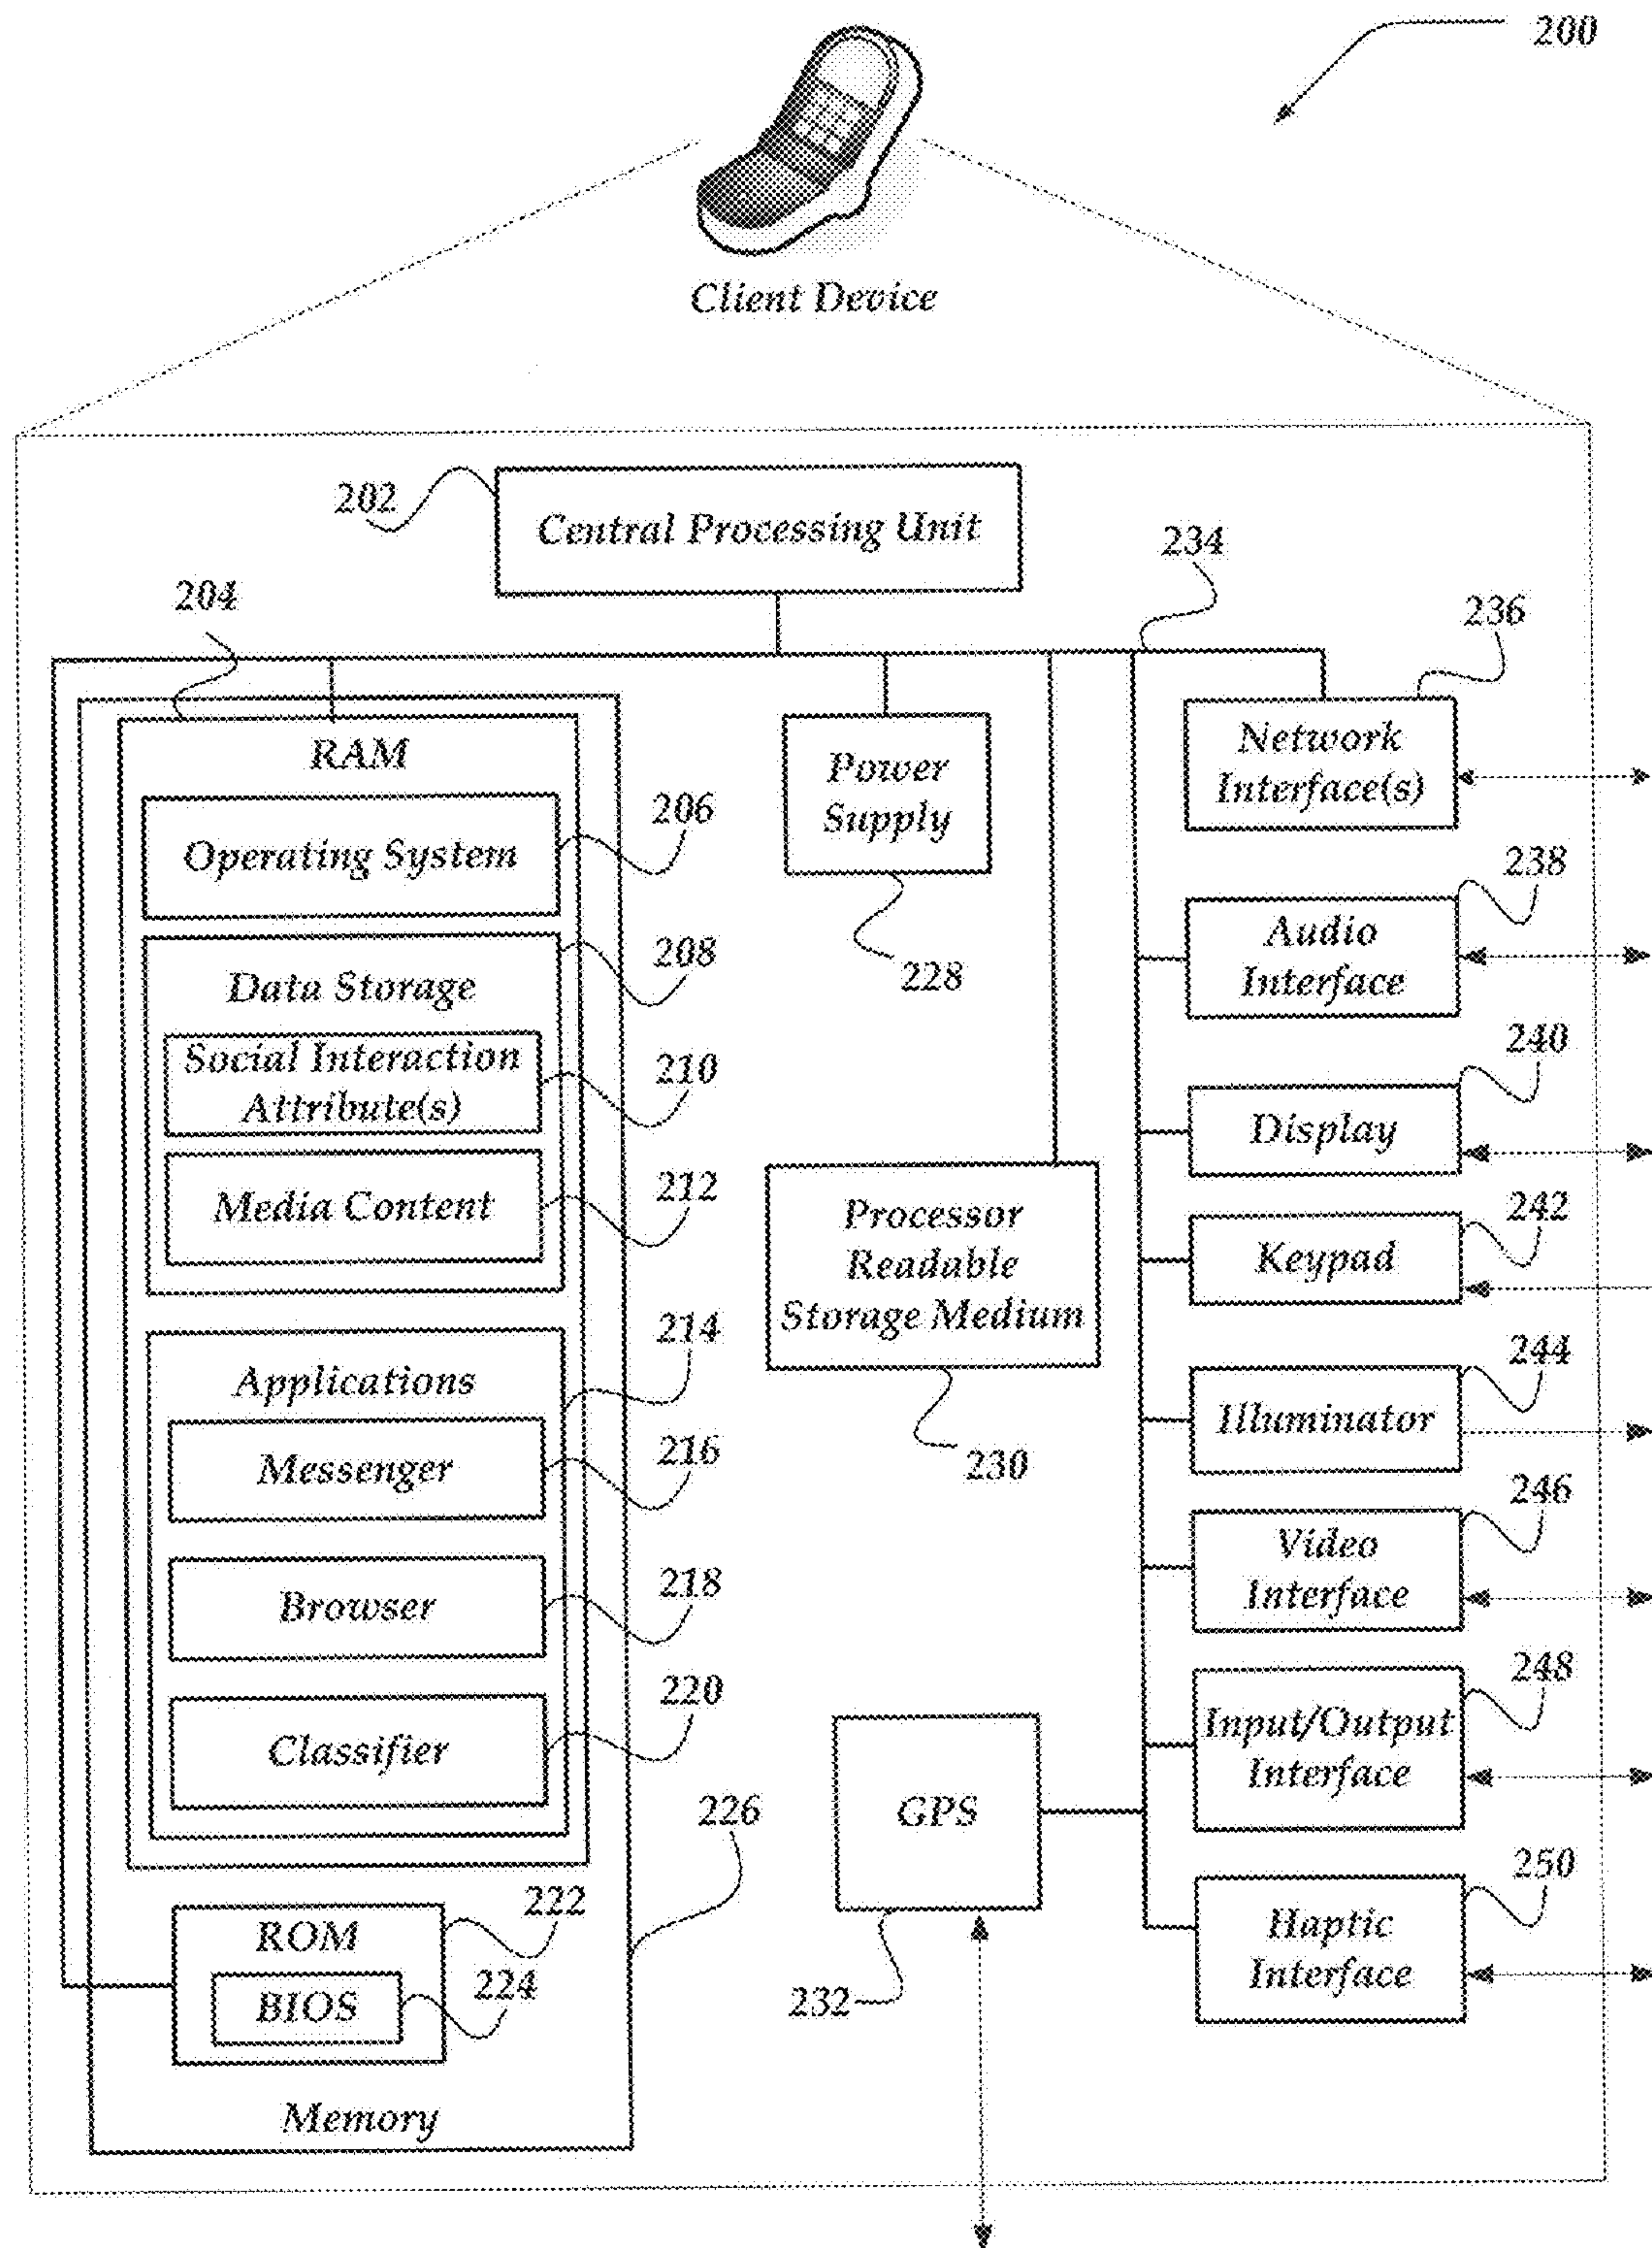 200
Client Device
202
Central Processing Unit
234
204
236
RAM
Network
Interface(s)
Power
Supply
206
Operating System
238
Audio
Interface
208
Data Storage
228
Social Interaction
Attribute(s)
210
240
Display
212
Media Content
242
Keypad
Processor
Readable
Storage Medium
214
Applications
244
Illuminator
216
Messenger
230
246
Video
Interface
218
Browser
248
Input/Output
Interface
220
Classifier
GPS
226
250
Haptic
Interface
222
ROM
224
BIOS
232
Memory